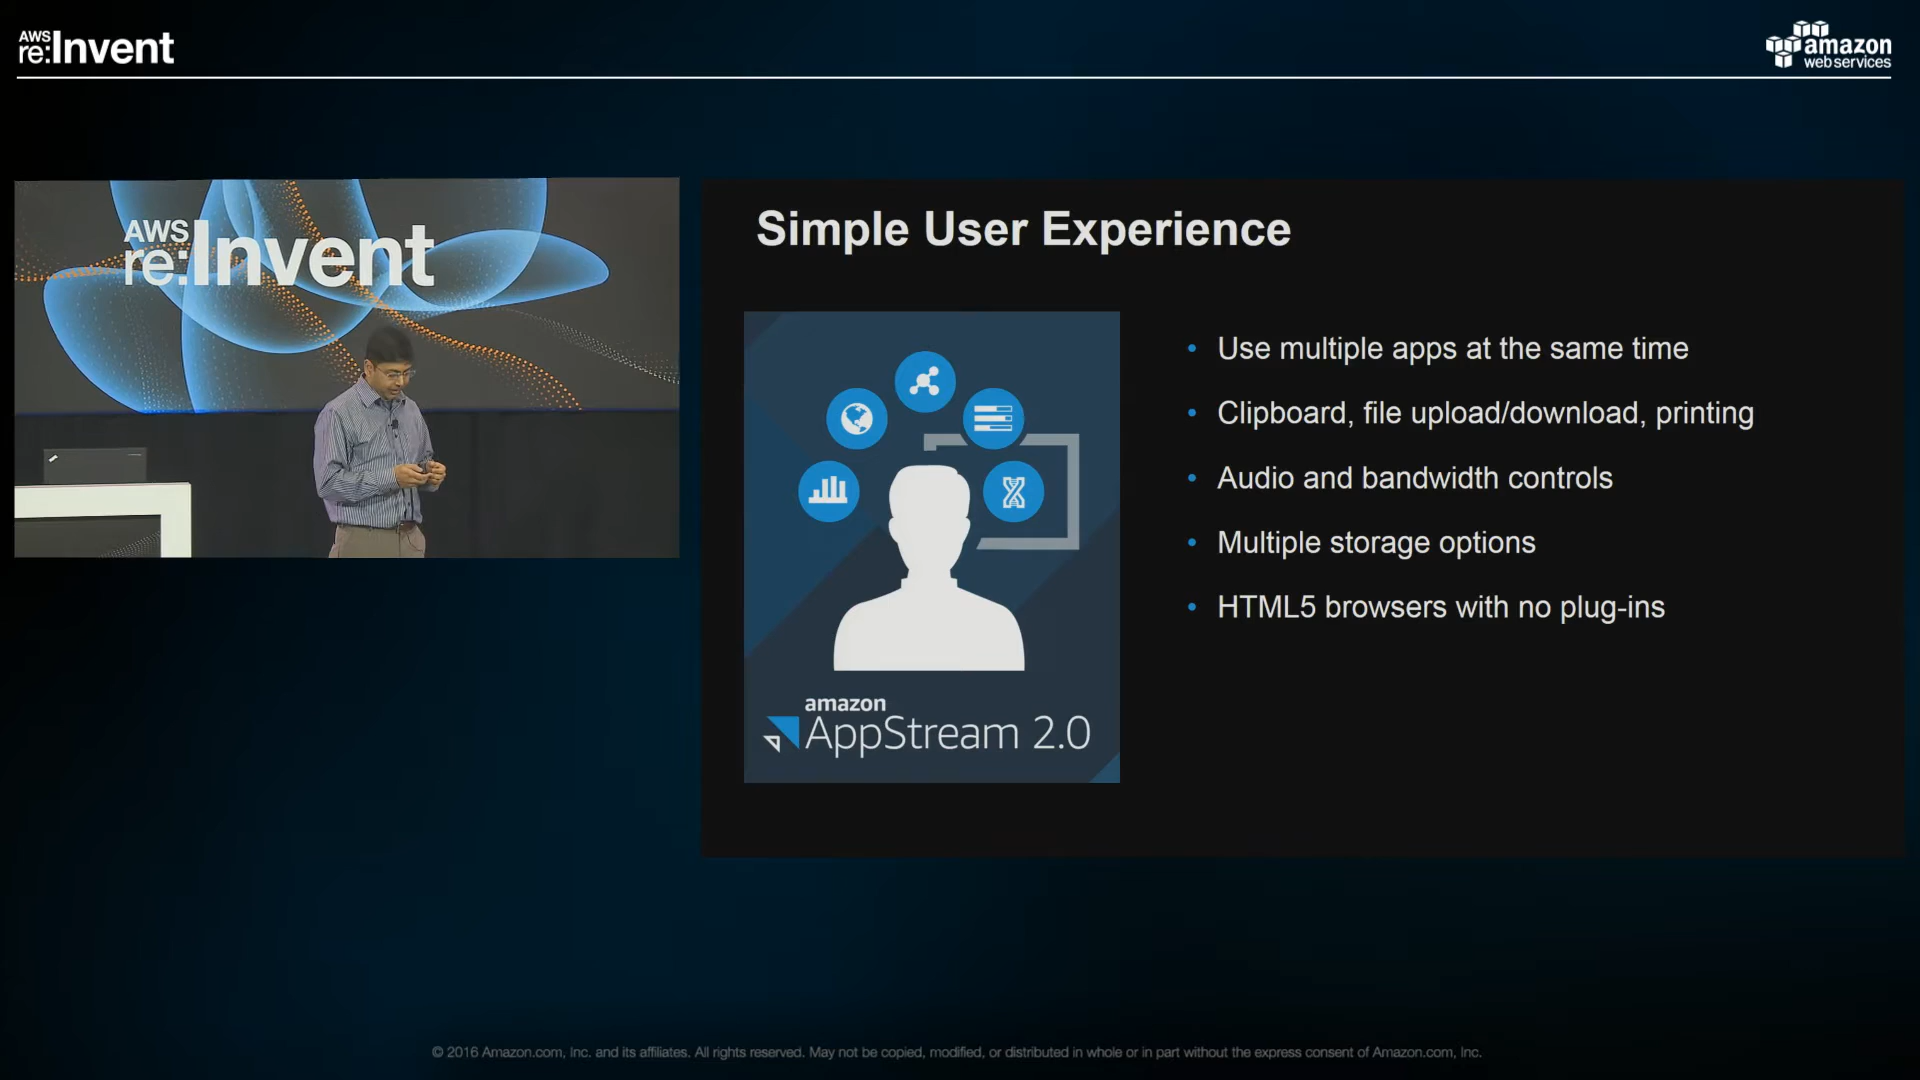 AWS
re:Invent
amazon
webservices
AWS
re:Invent
Simple User Experience
• Use multiple apps at the same time
• Clipboard, file upload/download, printing
• Audio and bandwidth controls
• Multiple storage options
• HTML5 browsers with no plug-ins
amazon
AppStream 2.0
© 2016 Amazon.com, Inc. and its affiliates. All rights reserved. May not be copied, modified, or distributed in whole or in part without the express consent of Amazon.com, Inc.